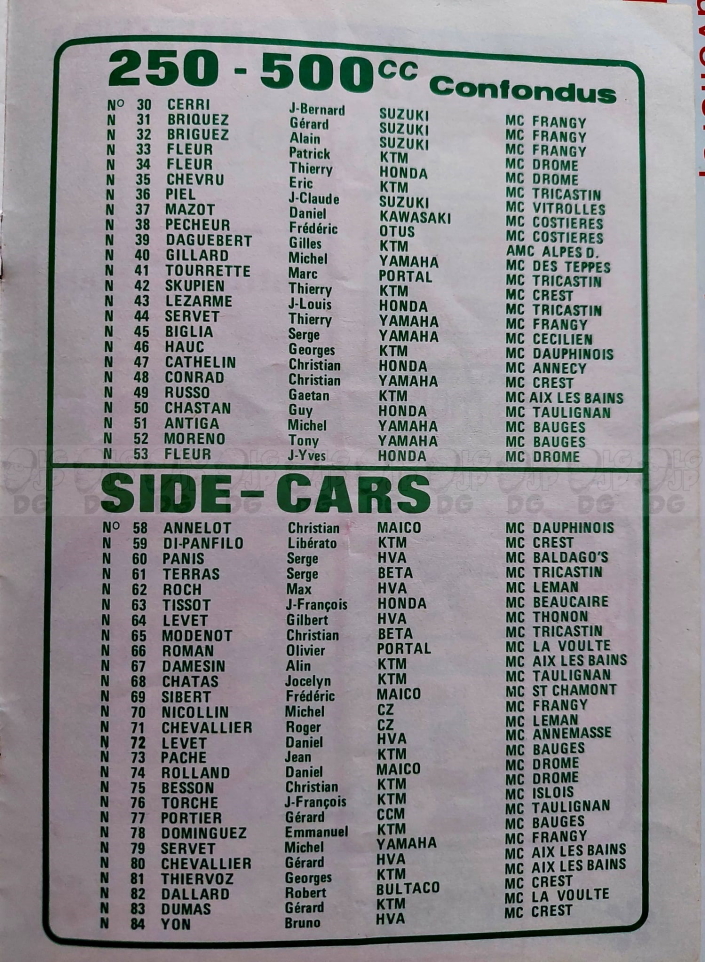 250 - 500cc Confondus
N° 30 CERRI J-Bernard SUZUKI MC FRANGY
N 31 BRIQUEZ Gérard SUZUKI MC FRANGY
N 32 BRIGUEZ Alain SUZUKI MC FRANGY
N 33 FLEUR Patrick KTM MC DROME
N 34 FLEUR Thierry HONDA MC DROME
N 35 CHEVRU Eric KTM MC TRICASTIN
N 36 PIEL J-Claude SUZUKI MC VITROLLES
N 37 MAZOT Daniel KAWASAKI MC COSTIERES
N 38 PECHEUR Frédéric OTUS MC COSTIERES
N 39 DAGUEBERT Gilles KTM AMC ALPES D.
N 40 GILLARD Michel YAMAHA MC DES TEPPES
N 41 TOURRETTE Marc PORTAL MC TRICASTIN
N 42 SKUPIEN Thierry KTM MC CREST
N 43 LEZARME J-Louis HONDA MC TRICASTIN
N 44 SERVET Thierry YAMAHA MC FRANGY
N 45 BIGLIA Serge YAMAHA MC CECILIEN
N 46 HAUC Georges KTM MC DAUPHINOIS
N 47 CATHELIN Christian HONDA MC ANNECY
N 48 CONRAD Christian YAMAHA MC CREST
N 49 RUSSO Gaetan KTM MC AIX LES BAINS
N 50 CHASTAN Guy HONDA MC TAULIGNAN
N 51 ANTIGA Michel YAMAHA MC BAUGES
N 52 MORENO Tony YAMAHA MC BAUGES
N 53 FLEUR J-Yves HONDA MC DROME
SIDE-CARS
N° 58 ANNELOT Christian MAICO MC DAUPHINOIS
N 59 DI-PANFILO Libérato KTM MC CREST
N 60 PANIS Serge HVA MC BALDAGO'S
N 61 TERRAS Serge BETA MC TRICASTIN
N 62 ROCH Max HVA MC LEMAN
N 63 TISSOT J-François HONDA MC BEAUCAIRE
N 64 LEVET Gilbert HVA MC THONON
N 65 MODENOT Christian BETA MC TRICASTIN
N 66 ROMAN Olivier PORTAL MC LA VOULTE
N 67 DAMESIN Alin KTM MC AIX LES BAINS
N 68 CHATAS Jocelyn KTM MC TAULIGNAN
N 69 SIBERT Frédéric MAICO MC ST CHAMONT
N 70 NICOLLIN Michel CZ MC FRANGY
N 71 CHEVALLIER Roger CZ MC LEMAN
N 72 LEVET Daniel HVA MC ANNEMASSE
N 73 PACHE Jean KTM MC BAUGES
N 74 ROLLAND Daniel MAICO MC DROME
N 75 BESSON Christian KTM MC DROME
N 76 TORCHE J-François KTM MC ISLOIS
N 77 PORTIER Gérard CCM MC TAULIGNAN
N 78 DOMINGUEZ Emmanuel KTM MC BAUGES
N 79 SERVET Michel YAMAHA MC FRANGY
N 80 CHEVALLIER Gérard HVA MC AIX LES BAINS
N 81 THIERVOZ Georges KTM MC AIX LES BAINS
N 82 DALLARD Robert BULTACO MC CREST
N 83 DUMAS Gérard KTM MC LA VOULTE
N 84 YON Bruno HVA MC CREST